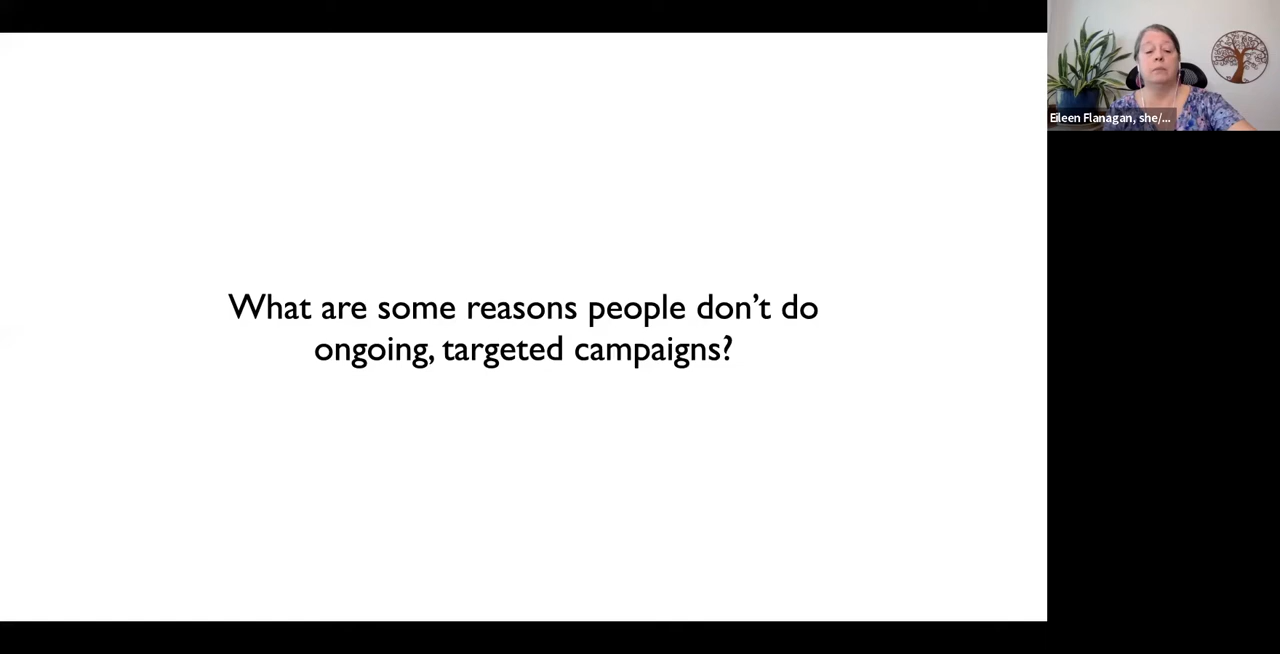 What are some reasons people don’t do
ongoing, targeted campaigns?
Eileen Flanagan, she/...